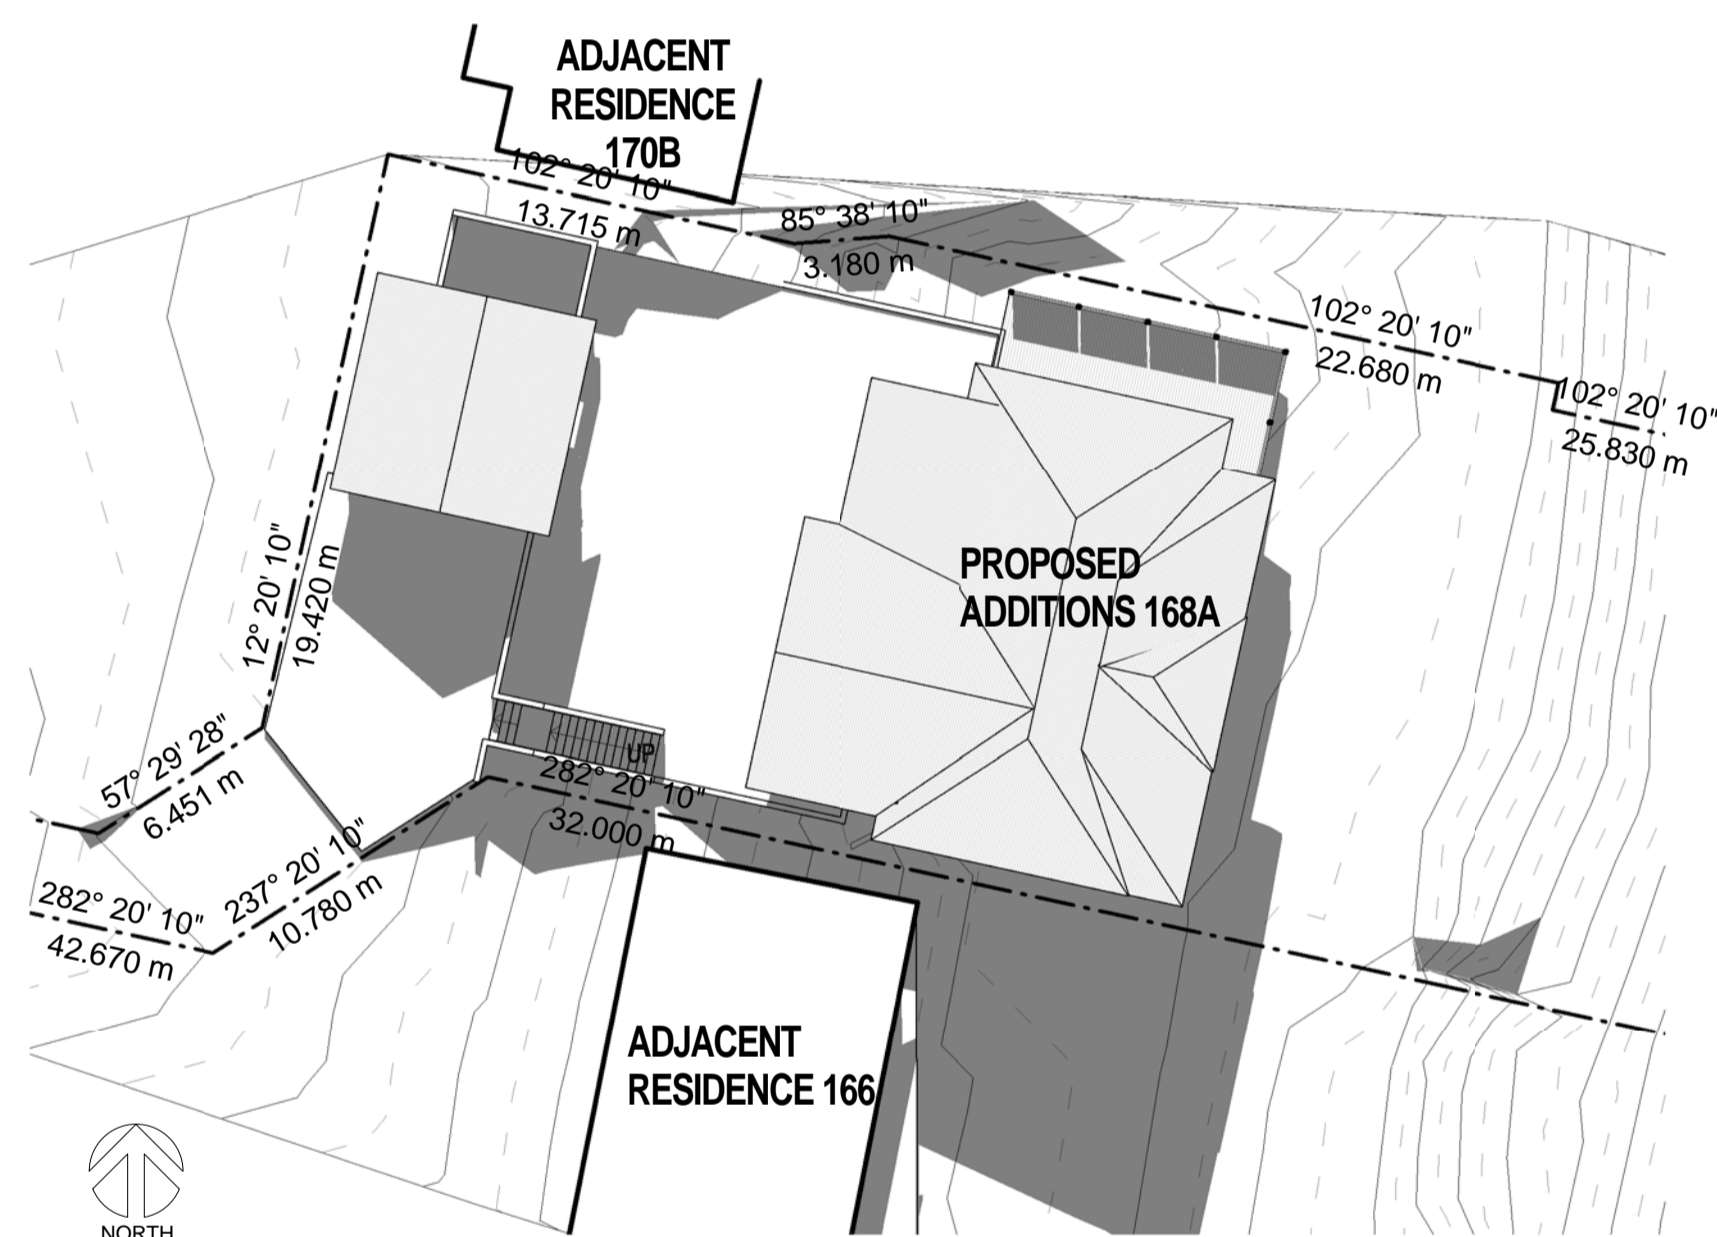 ADJACENT
RESIDENCE
170B
102° 20' 10"
13.715 m
85° 38' 10"
3.180 m
102° 20' 10"
22.680 m
102° 20' 10"
25.830 m
12° 20' 10"
19.420 m
PROPOSED
ADDITIONS 168A
57° 29' 28"
6.451 m
UP
282° 20' 10"
32.000 m
237° 20' 10"
10.780 m
282° 20' 10"
42.670 m
ADJACENT
RESIDENCE 166
NORTH